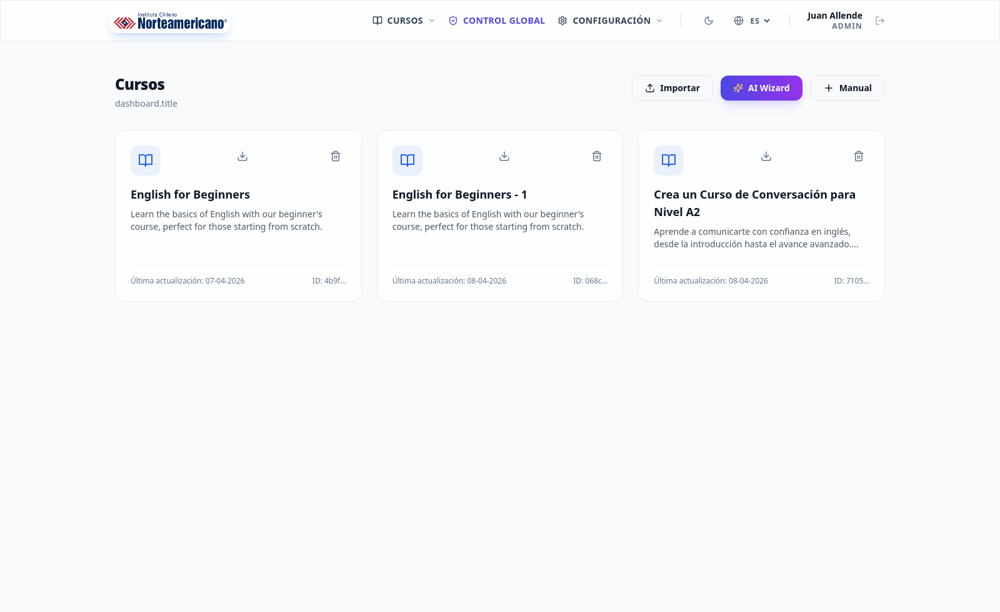 Instituto Chileno
Norteamericano®
CURSOS
CONTROL GLOBAL
CONFIGURACIÓN
ES
Juan Allende
ADMIN
Cursos
dashboard.title
Importar
AI Wizard
Manual
English for Beginners
Learn the basics of English with our beginner's
course, perfect for those starting from scratch.
Última actualización: 07-04-2026
ID: 4b9f...
English for Beginners - 1
Learn the basics of English with our beginner's
course, perfect for those starting from scratch.
Última actualización: 08-04-2026
ID: 068c...
Crea un Curso de Conversación para
Nivel A2
Aprende a comunicarte con confianza en inglés,
desde la introducción hasta el avance avanzado....
Última actualización: 08-04-2026
ID: 7105...